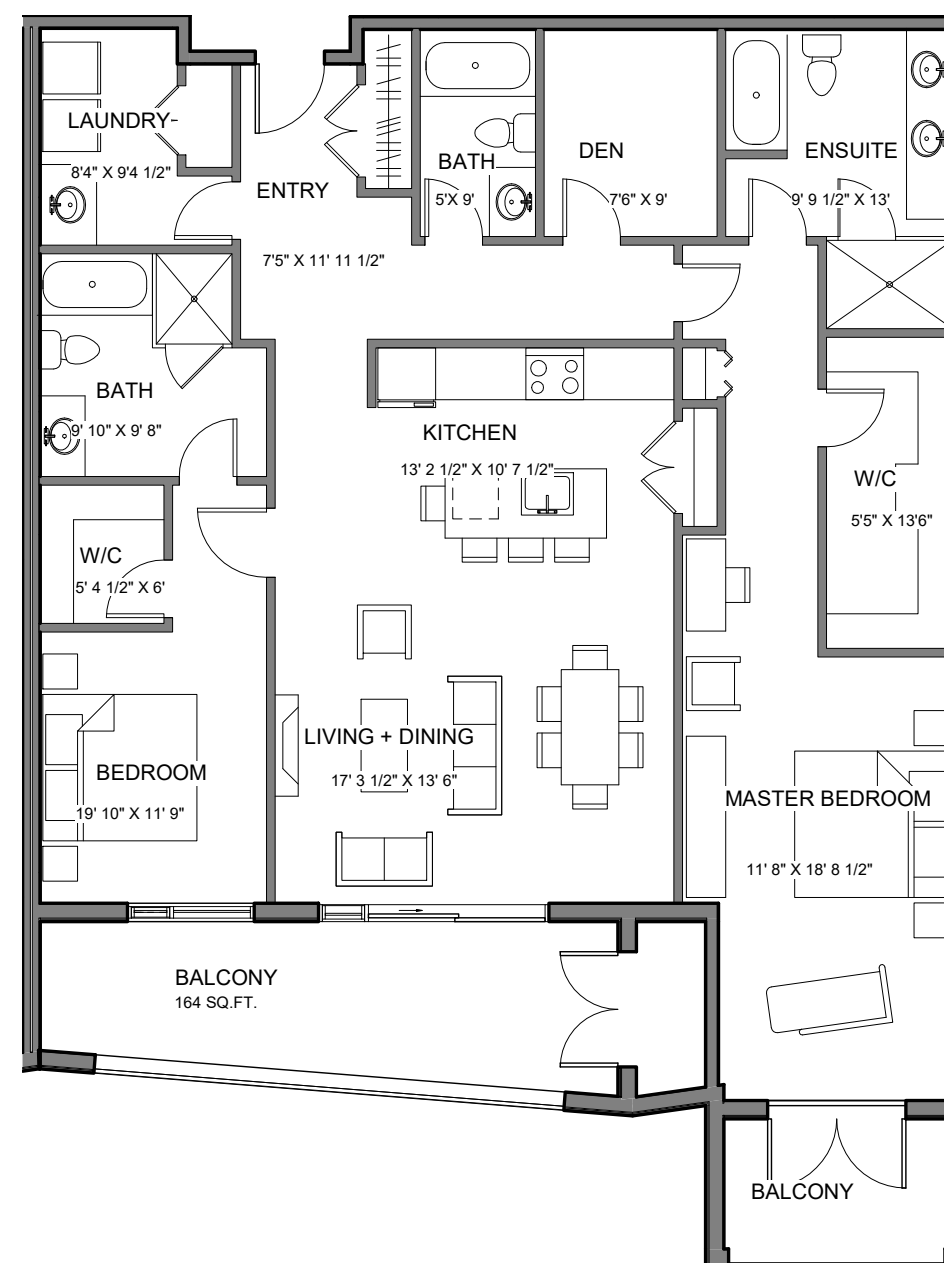 LAUNDRY
8'4" X 9'4 1/2"
ENTRY
7'5" X 11' 11 1/2"
BATH
5'X 9'
DEN
7'6" X 9'
ENSUITE
9' 9 1/2" X 13'
BATH
9' 10" X 9' 8"
KITCHEN
13' 2 1/2" X 10' 7 1/2"
W/C
5'5" X 13'6"
W/C
5' 4 1/2" X 6'
LIVING + DINING
17' 3 1/2" X 13' 6"
BEDROOM
19' 10" X 11' 9"
MASTER BEDROOM
11' 8" X 18' 8 1/2"
BALCONY
164 SQ.FT.
BALCONY